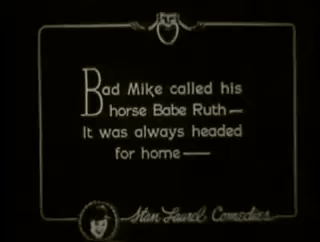 Bad Mike called his
horse Babe Ruth—
It was always headed
for home—
Stan Laurel Comedies